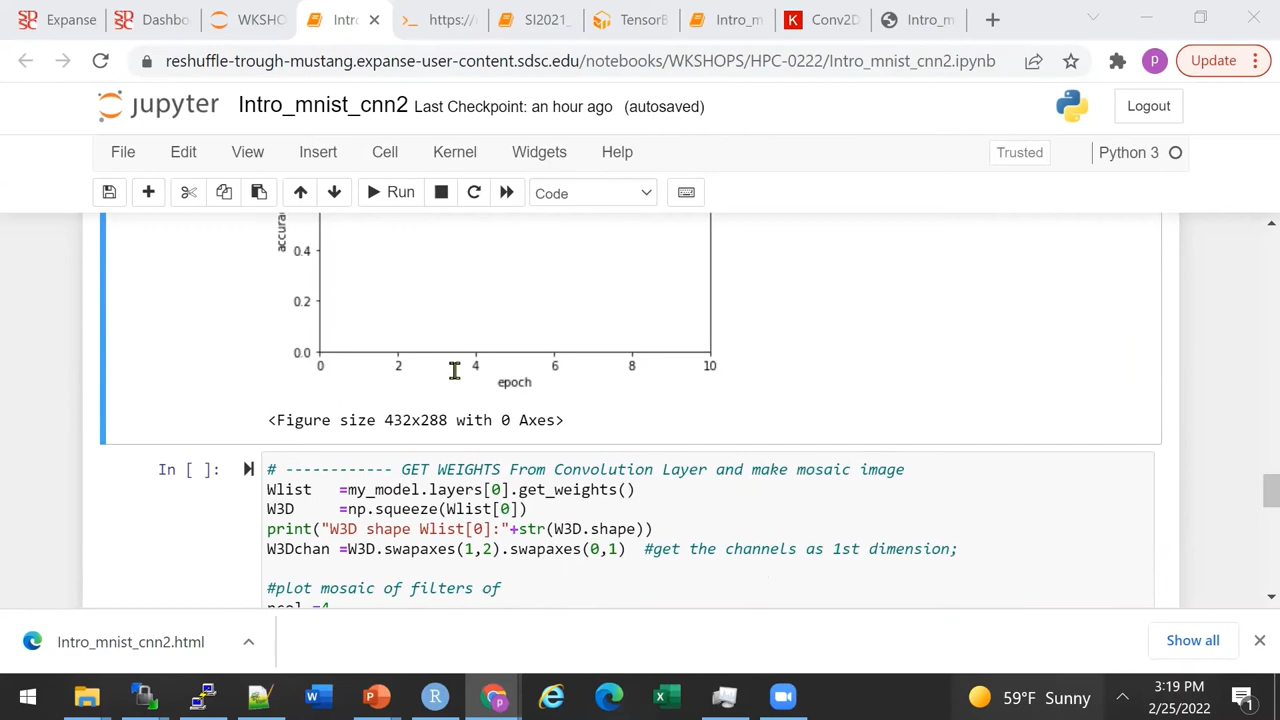 Expanse
Dashbo
WKSHO
Intro
https://
SI2021_
TensorB
Intro_m
K
Conv2D
Intro_m
reshuffle-trough-mustang.expanse-user-content.sdsc.edu/notebooks/WKSHOPS/HPC-0222/Intro_mnist_cnn2.ipynb
P
Update
jupyter
Intro_mnist_cnn2
Last Checkpoint: an hour ago
(autosaved)
Logout
File
Edit
View
Insert
Cell
Kernel
Widgets
Help
Trusted
Python 3
Run
Code
accura
0.4
0.2
0.0
0
2
4
6
8
10
epoch
<Figure size 432x288 with 0 Axes>
In [ ]:
# ------------ GET WEIGHTS From Convolution Layer and make mosaic image
Wlist   =my_model.layers[0].get_weights()
W3D     =np.squeeze(Wlist[0])
print("W3D shape Wlist[0]:"+str(W3D.shape))
W3Dchan =W3D.swapaxes(1,2).swapaxes(0,1)  #get the channels as 1st dimension;
#plot mosaic of filters of
ncol =4
Intro_mnist_cnn2.html
Show all
59°F Sunny
3:19 PM
2/25/2022
1